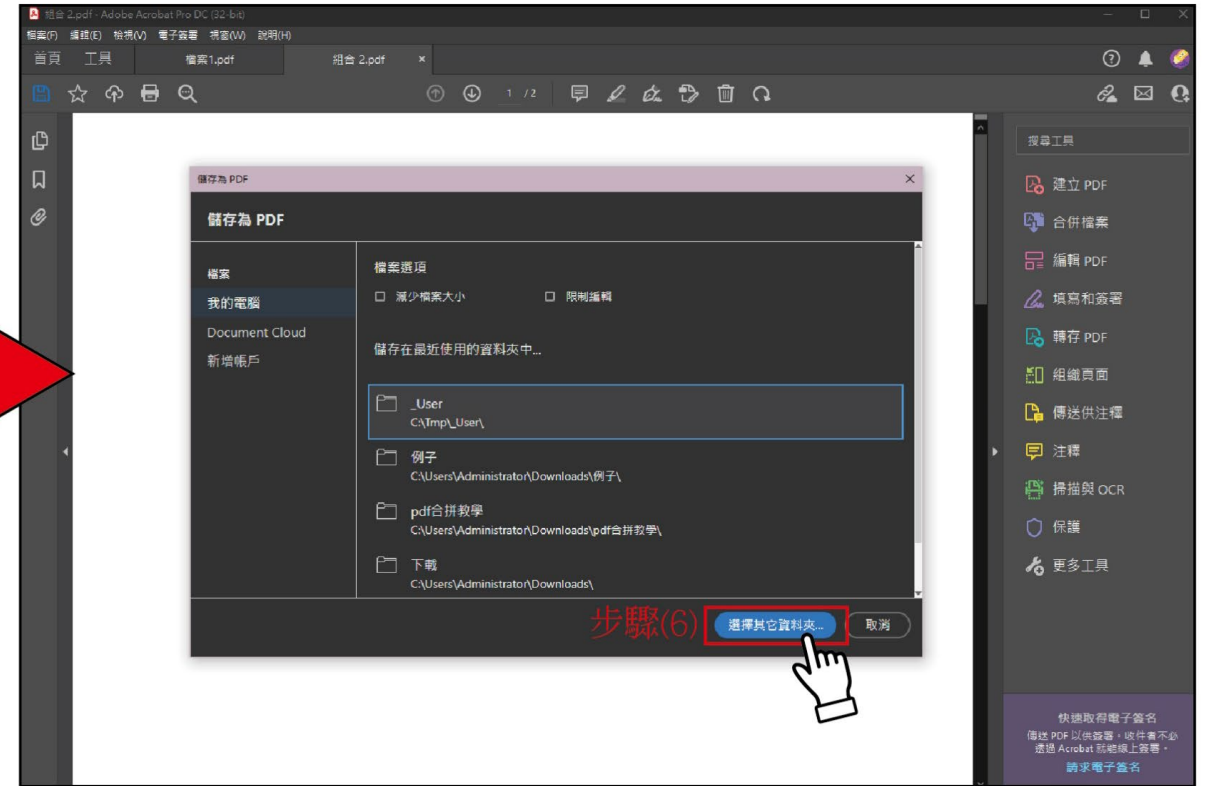 組合 2.pdf - Adobe Acrobat Pro DC (32-bit)
檔案(F) 編輯(E) 檢視(V) 電子簽署 視窗(W) 說明(H)
首頁 工具 檔案1.pdf 組合 2.pdf ×
1 / 2
搜尋工具
儲存為 PDF
儲存為 PDF
檔案
我的電腦
Document Cloud
新增帳戶
檔案選項
減少檔案大小 限制編輯
儲存在最近使用的資料夾中...
_User
C:\Tmp\_User\
例子
C:\Users\Administrator\Downloads\例子\
pdf合拼教學
C:\Users\Administrator\Downloads\pdf合拼教學\
下載
C:\Users\Administrator\Downloads\
步驟(6) 選擇其它資料夾... 取消
建立 PDF
合併檔案
編輯 PDF
填寫和簽署
轉存 PDF
組織頁面
傳送供注釋
注釋
掃描與 OCR
保護
更多工具
快速取得電子簽名
傳送 PDF 以供簽署，收件者不必
透過 Acrobat 就能線上簽署。
請求電子簽名